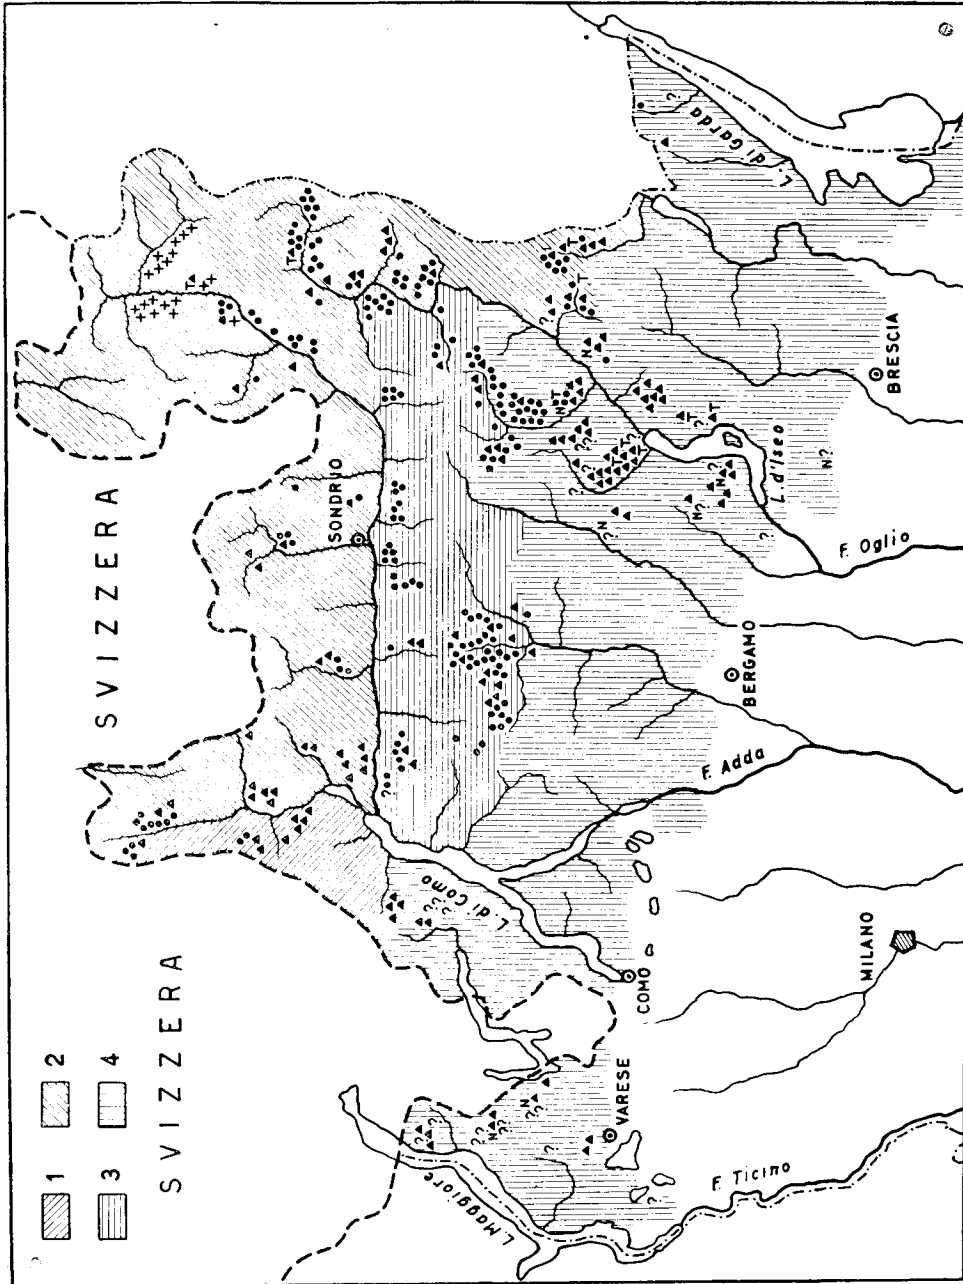 1 2
3 4
SVIZZERA
SVIZZERA
SONDRIO
L. di Como
L. di Garda
L. Maggiore
COMO
VARESE
F. Ticino
MILANO
F. Adda
BERGAMO
F. Oglio
L. d'Iseo
BRESCIA
T
T
T
T
T
T
T
T
T
N
N
N
N
N
N
N
N?
?
?
?
?